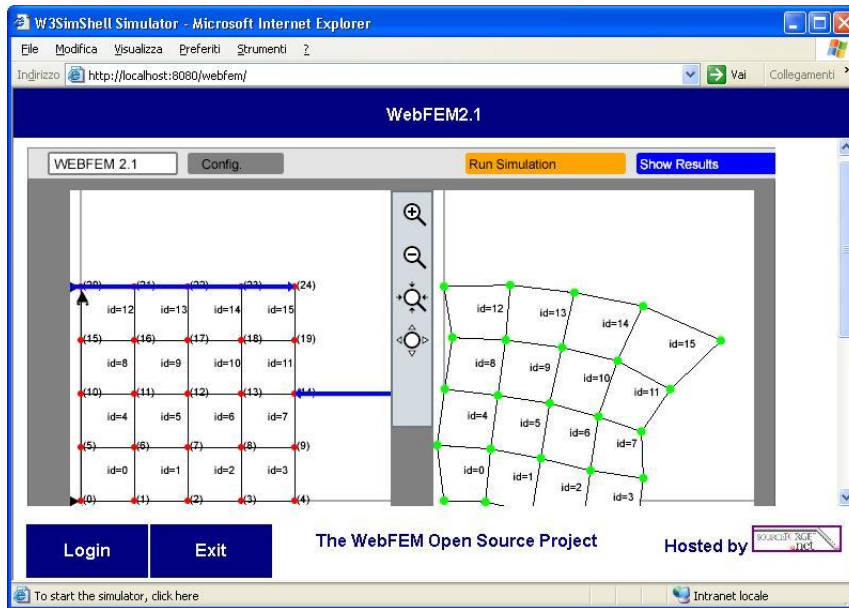 W3SimShell Simulator - Microsoft Internet Explorer
File Modifica Visualizza Preferiti Strumenti ?
Indirizzo http://localhost:8080/webfem/ Vai Collegamenti
WebFEM2.1
WEBFEM 2.1 Config. Run Simulation Show Results
(20) (21) (22) (23) (24)
id=12 id=13 id=14 id=15
(15) (16) (17) (18) (19)
id=8 id=9 id=10 id=11
(10) (11) (12) (13) (14)
id=4 id=5 id=6 id=7
(5) (6) (7) (8) (9)
id=0 id=1 id=2 id=3
(0) (1) (2) (3) (4)
id=12 id=13 id=14 id=15
id=8 id=9 id=10 id=11
id=4 id=5 id=6 id=7
id=0 id=1 id=2 id=3
Login Exit The WebFEM Open Source Project Hosted by SOURCEFORGE .net
To start the simulator, click here Intranet locale